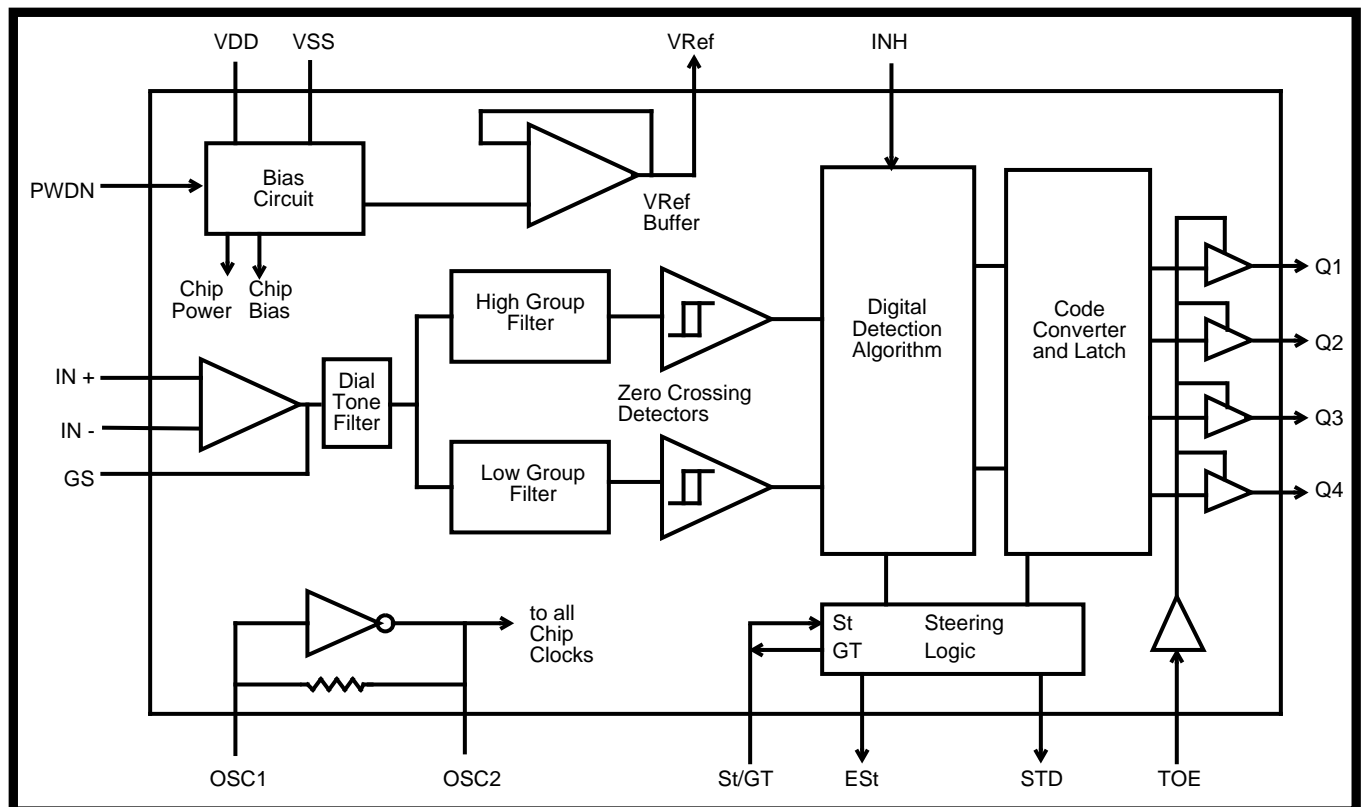 VDD
VSS
VRef
INH
PWDN
Bias
Circuit
VRef
Buffer
Chip
Power
Chip
Bias
High Group
Filter
Digital
Detection
Algorithm
Code
Converter
and Latch
Q1
Q2
Q3
Q4
IN +
IN -
GS
Dial
Tone
Filter
Zero Crossing
Detectors
Low Group
Filter
to all
Chip
Clocks
St
GT
Steering
Logic
OSC1
OSC2
St/GT
ESt
STD
TOE